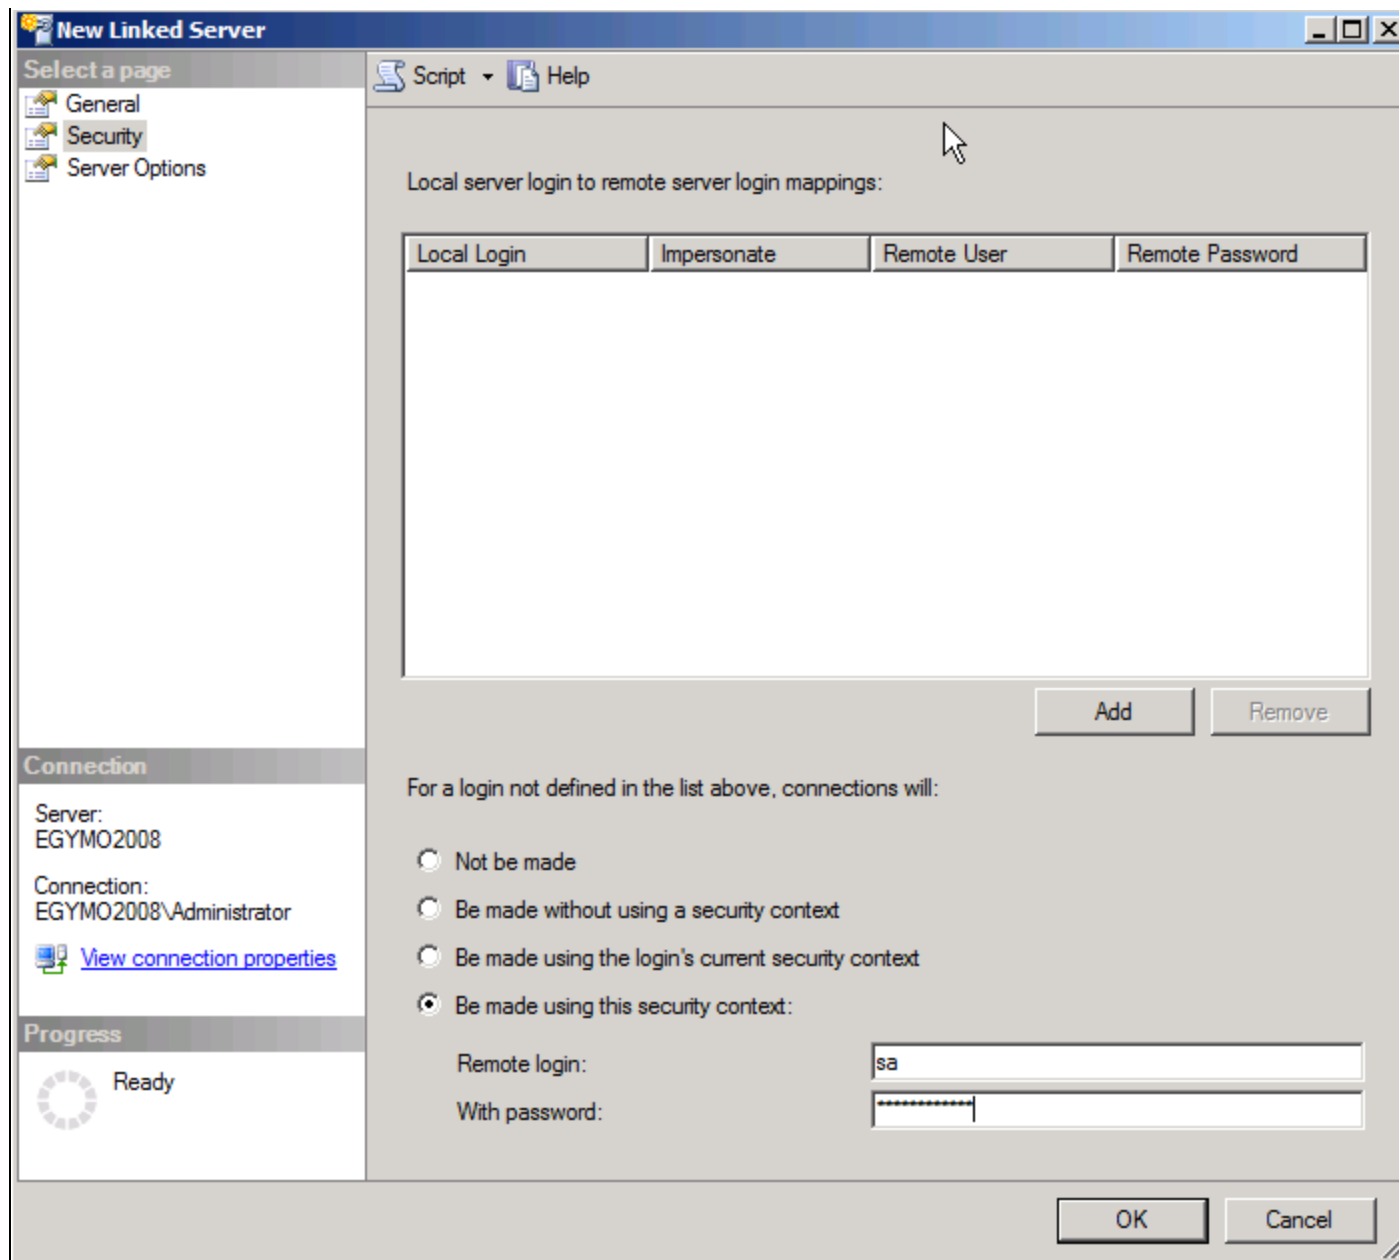 New Linked Server
Select a page
General
Security
Server Options
Script Help
Local server login to remote server login mappings:
Local Login Impersonate Remote User Remote Password
Add Remove
Connection
Server:
EGYMO2008
Connection:
EGYMO2008\Administrator
View connection properties
Progress
Ready
For a login not defined in the list above, connections will:
Not be made
Be made without using a security context
Be made using the login's current security context
Be made using this security context:
Remote login: sa
With password: ************
OK Cancel